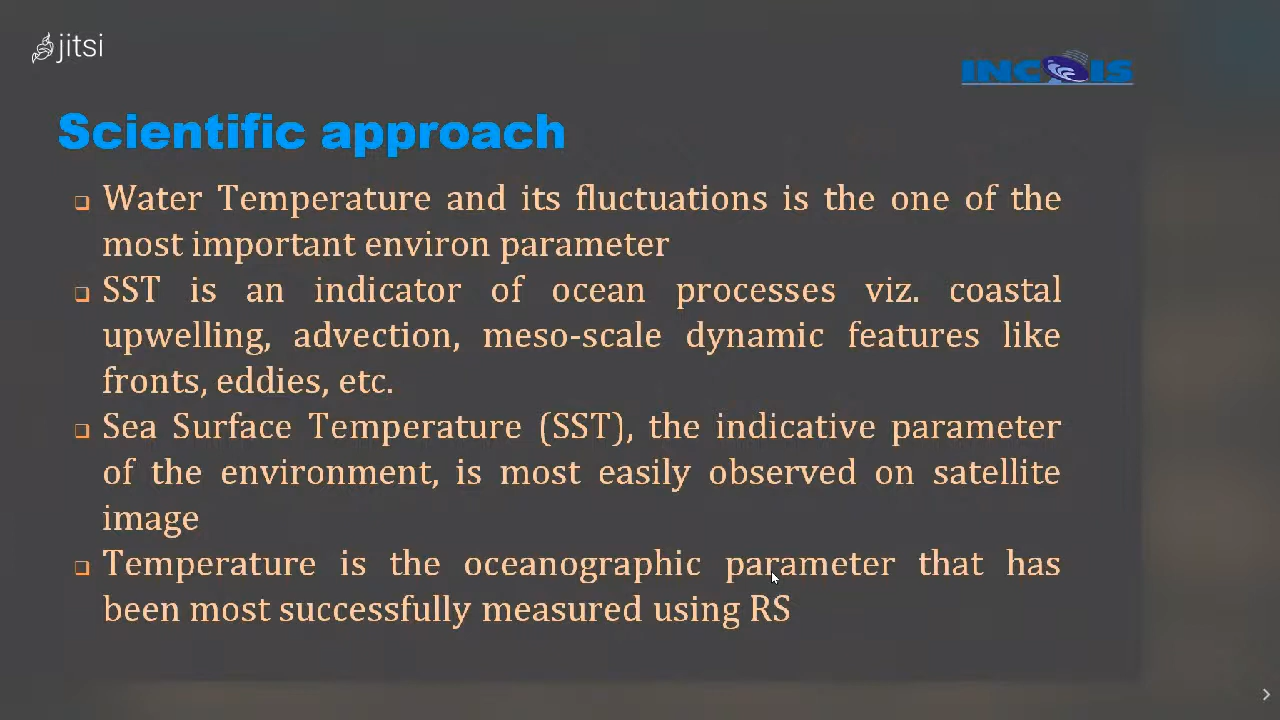 jitsi
INCOIS
Scientific approach
Water Temperature and its fluctuations is the one of the
most important environ parameter
SST is an indicator of ocean processes viz. coastal
upwelling, advection, meso-scale dynamic features like
fronts, eddies, etc.
Sea Surface Temperature (SST), the indicative parameter
of the environment, is most easily observed on satellite
image
Temperature is the oceanographic parameter that has
been most successfully measured using RS